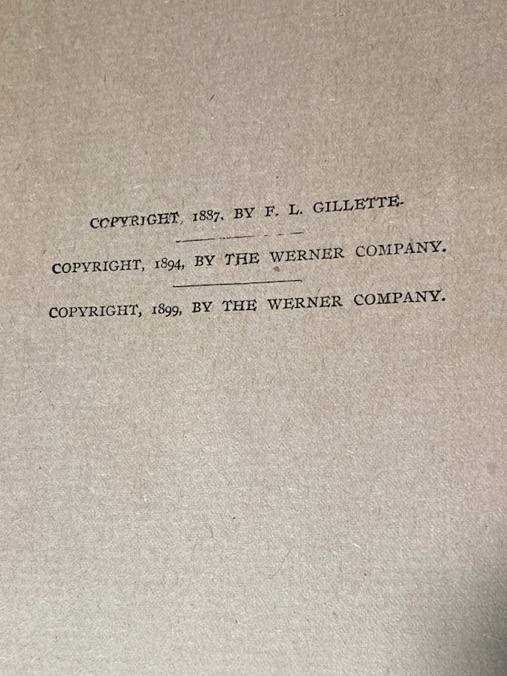 COPYRIGHT, 1887, BY F. L. GILLETTE.
COPYRIGHT, 1894, BY THE WERNER COMPANY.
COPYRIGHT, 1899, BY THE WERNER COMPANY.